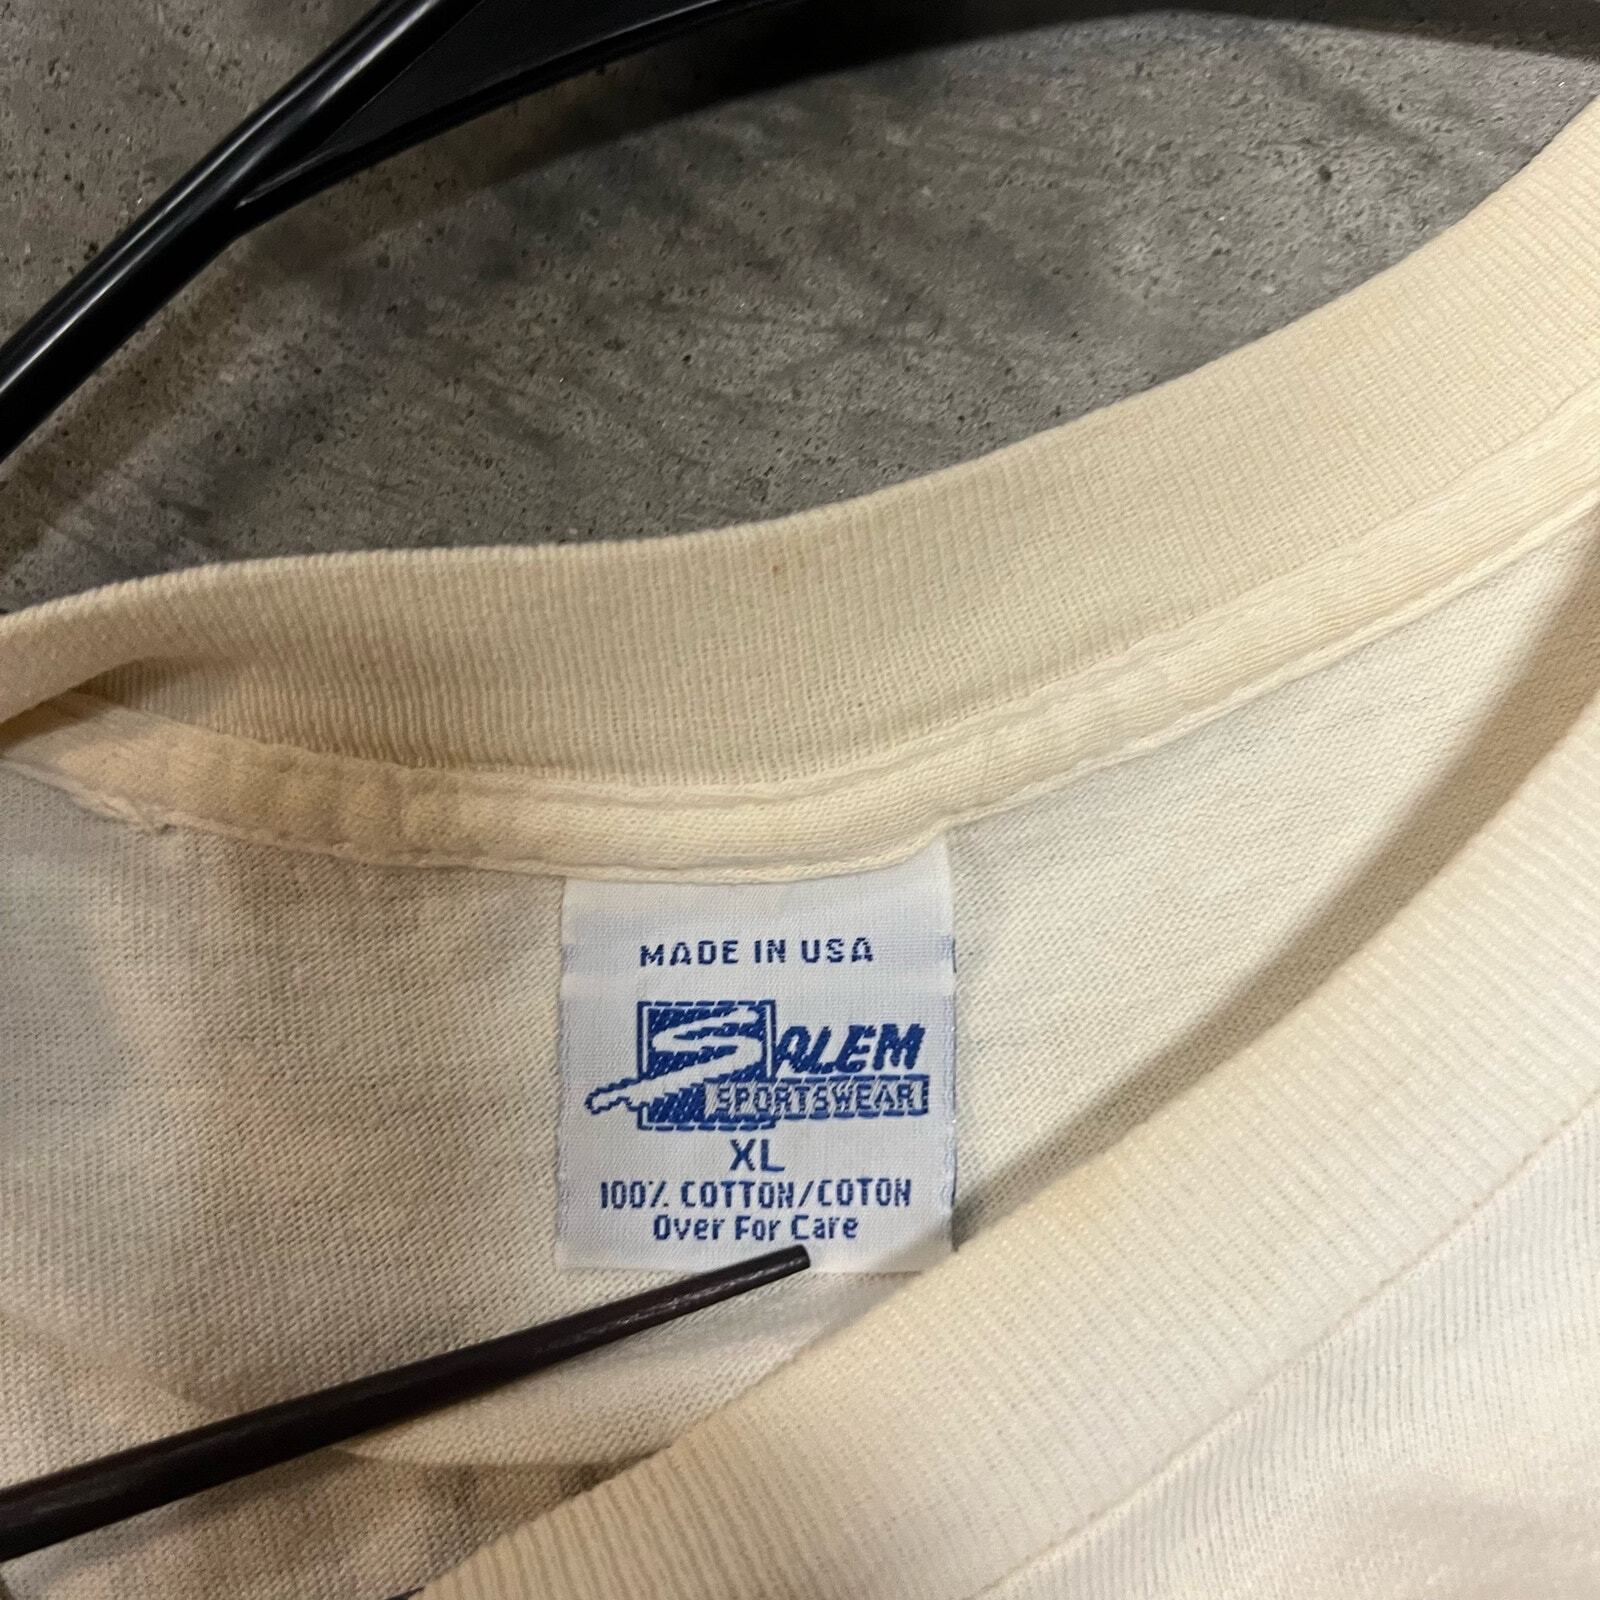 MADE IN USA
SALEM
SPORTSWEAR
XL
100% COTTON/COTON
Over For Care